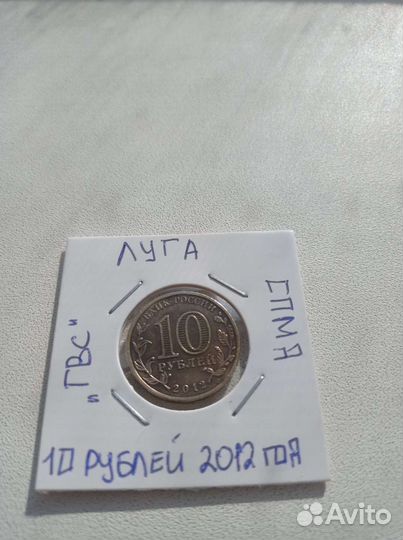 ЛУГА
СПМД
"ГВС"
БАНК РОССИИ
10
РУБЛЕЙ
2012
10 РУБЛЕЙ 2012 ГОДА
Avito